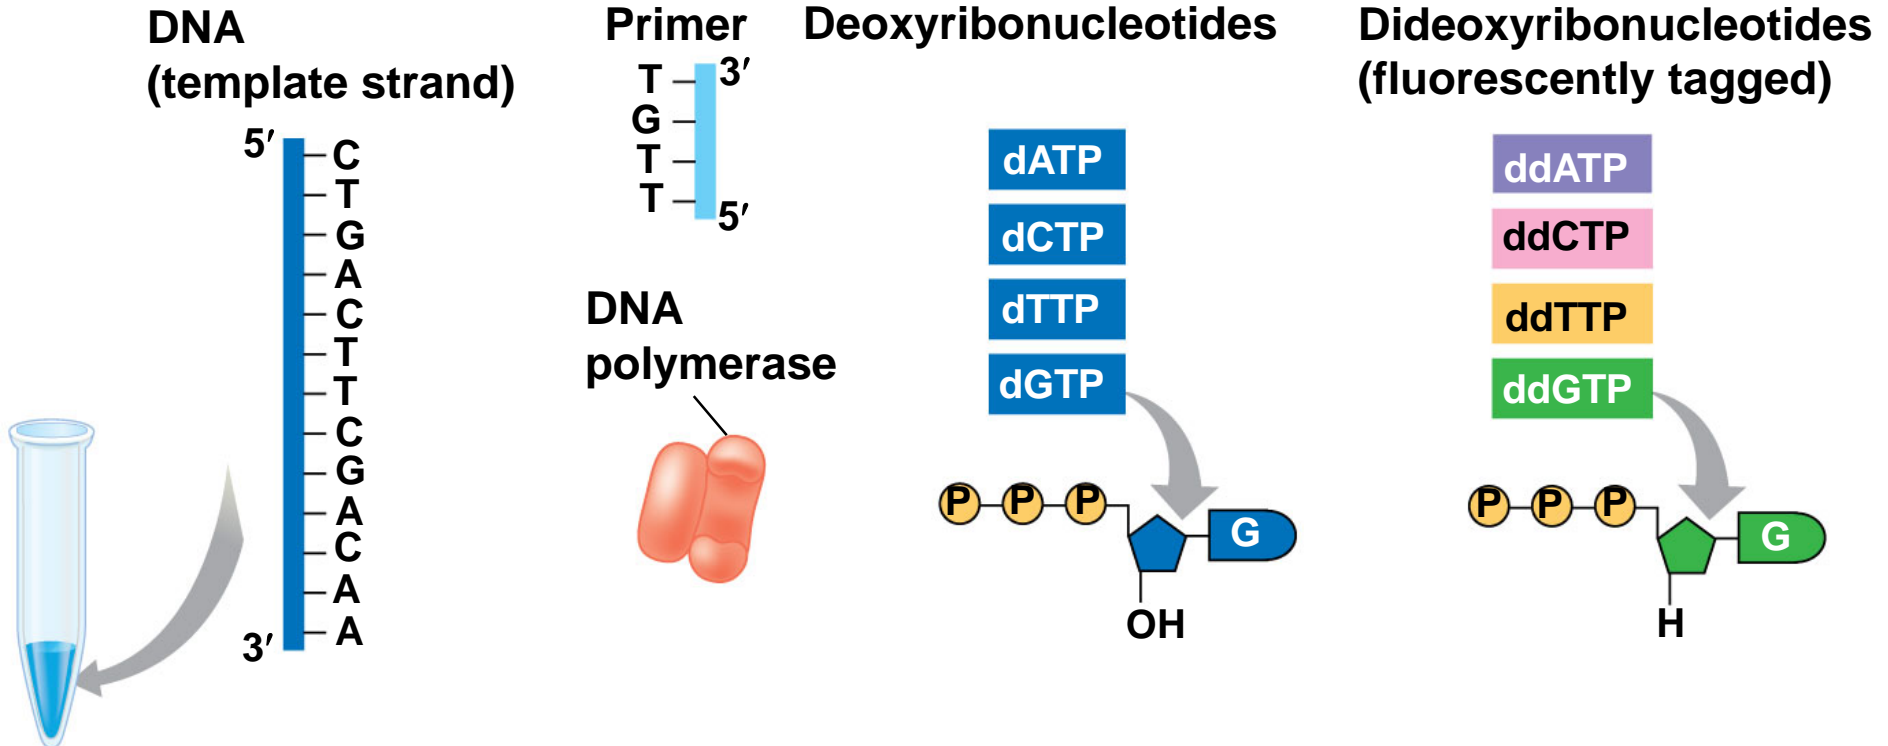 DNA
(template strand)
5′
C
T
G
A
C
T
T
C
G
A
C
A
A
3′
Primer
3′
T
G
T
T
5′
DNA
polymerase
Deoxyribonucleotides
dATP
dCTP
dTTP
dGTP
P P P
G
OH
Dideoxyribonucleotides
(fluorescently tagged)
ddATP
ddCTP
ddTTP
ddGTP
P P P
G
H